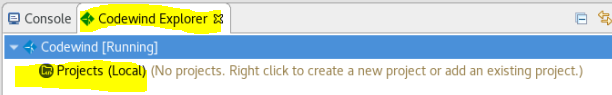 Console Codewind Explorer
Codewind [Running]
Projects (Local) (No projects. Right click to create a new project or add an existing project.)